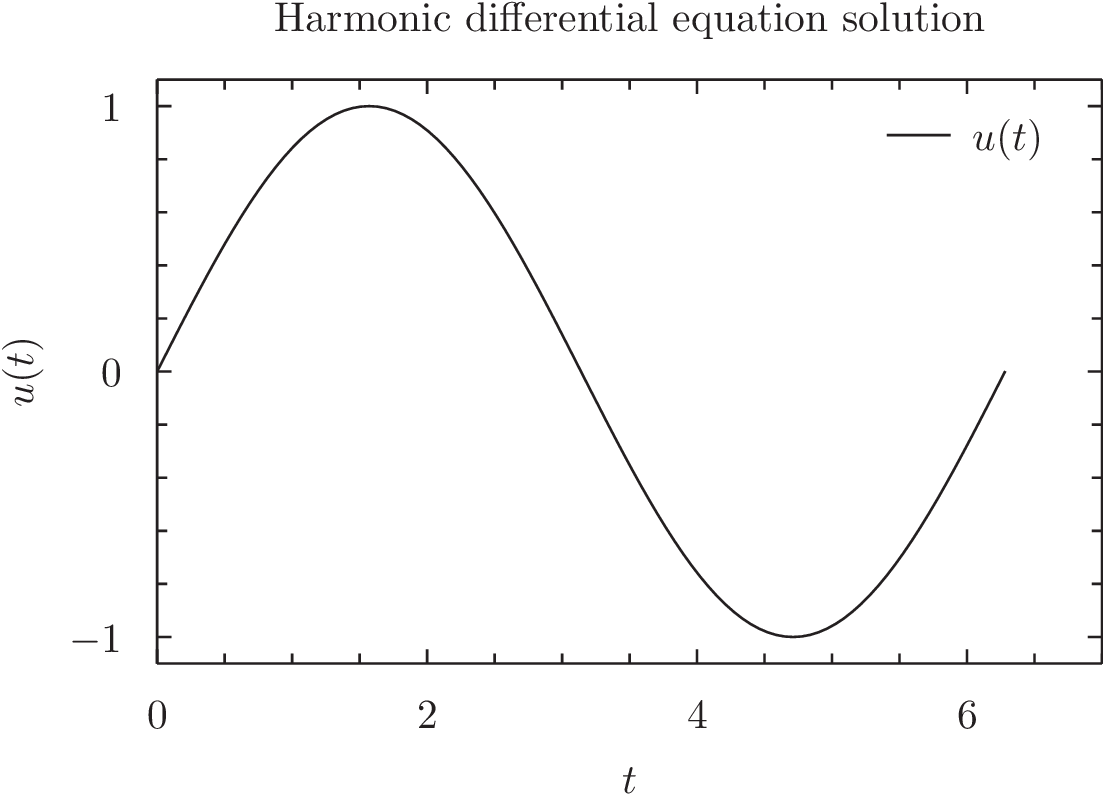 Harmonic differential equation solution
1
u(t)
u(t)
0
−1
0 2 4 6
t